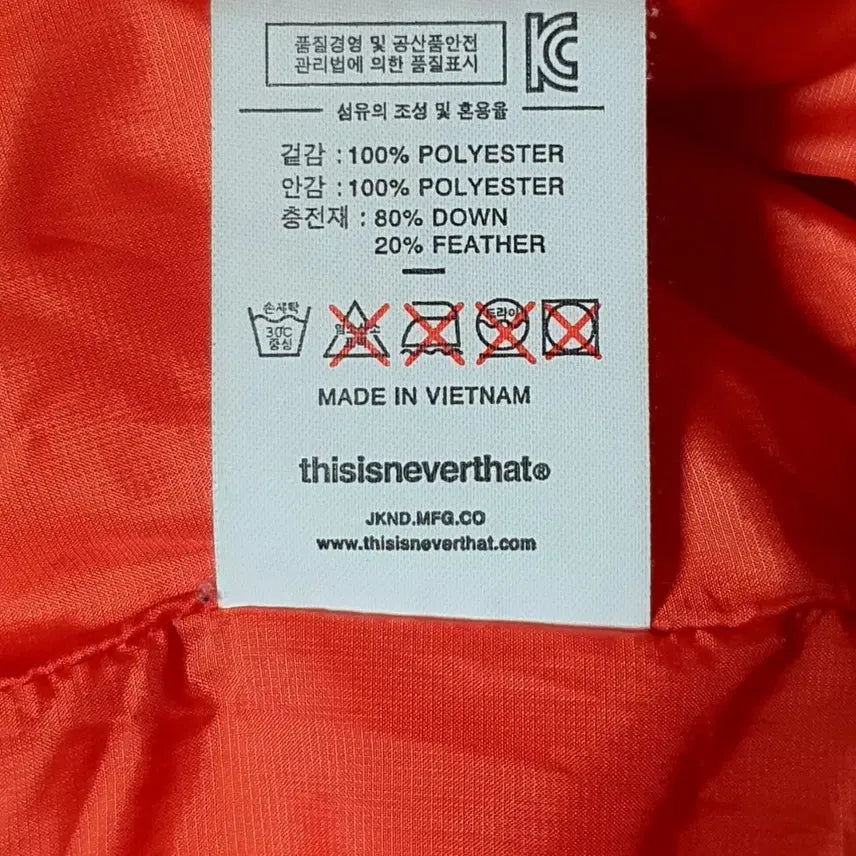 품질경영 및 공산품안전
관리법에 의한 품질표시
KC
섬유의 조성 및 혼용율
겉감 : 100% POLYESTER
안감 : 100% POLYESTER
충전재 : 80% DOWN
20% FEATHER
손세탁
30℃
중성
드라이
MADE IN VIETNAM
thisisneverthat®
JKND.MFG.CO
www.thisisneverthat.com